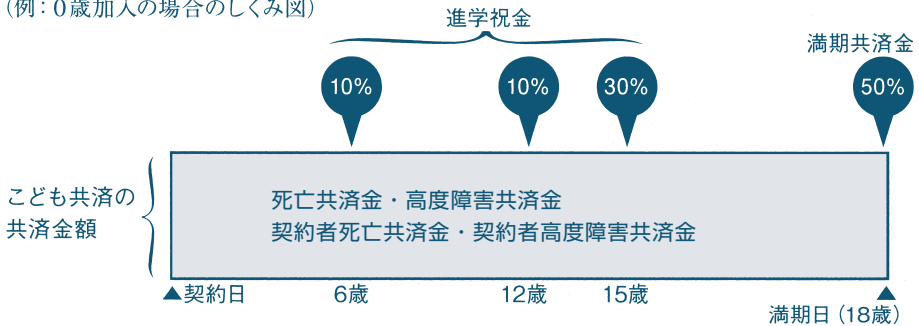 （例：0歳加入の場合のしくみ図）
進学祝金
満期共済金
10%
10%
30%
50%
こども共済の
共済金額
死亡共済金・高度障害共済金
契約者死亡共済金・契約者高度障害共済金
▲契約日
6歳
12歳
15歳
▲
満期日（18歳）